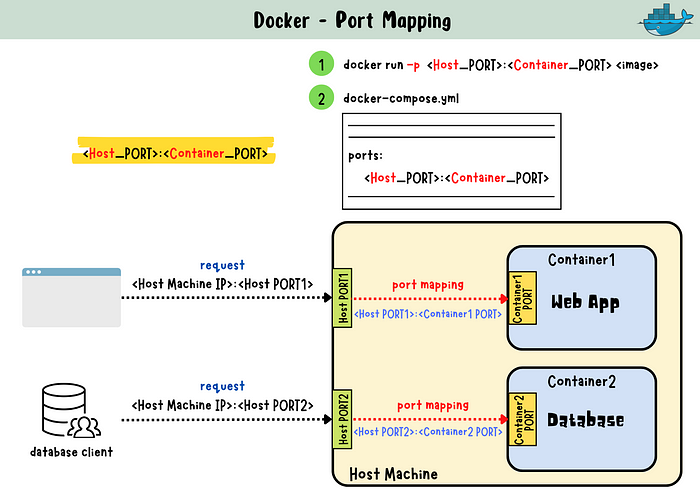 Docker - Port Mapping
1 docker run -p <Host_PORT>:<Container_PORT> <image>
2 docker-compose.yml
<Host_PORT>:<Container_PORT>
ports:
<Host_PORT>:<Container_PORT>
request
<Host Machine IP>:<Host PORT1>
Host PORT1
port mapping
<Host PORT1>:<Container1 PORT>
Container1
PORT
Container1
Web App
request
<Host Machine IP>:<Host PORT2>
Host PORT2
port mapping
<Host PORT2>:<Container2 PORT>
Container2
PORT
Container2
Database
database client
Host Machine